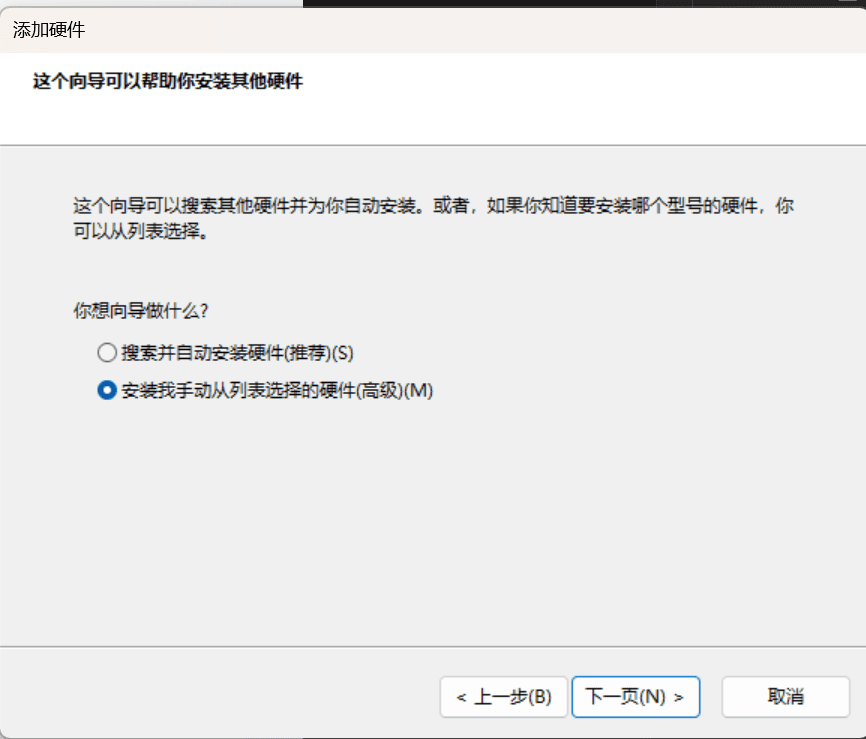 添加硬件
这个向导可以帮助你安装其他硬件
这个向导可以搜索其他硬件并为你自动安装。或者，如果你知道要安装哪个型号的硬件，你
可以从列表选择。
你想向导做什么?
搜索并自动安装硬件(推荐)(S)
安装我手动从列表选择的硬件(高级)(M)
< 上一步(B) 下一页(N) > 取消